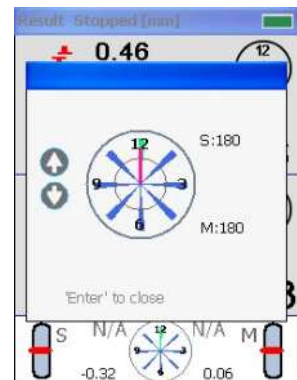 Result Stopped [mm]
0.46
12
12
S:180
9
3
6
M:180
'Enter' to close
S N/A 12 N/A M
-0.32 0.06